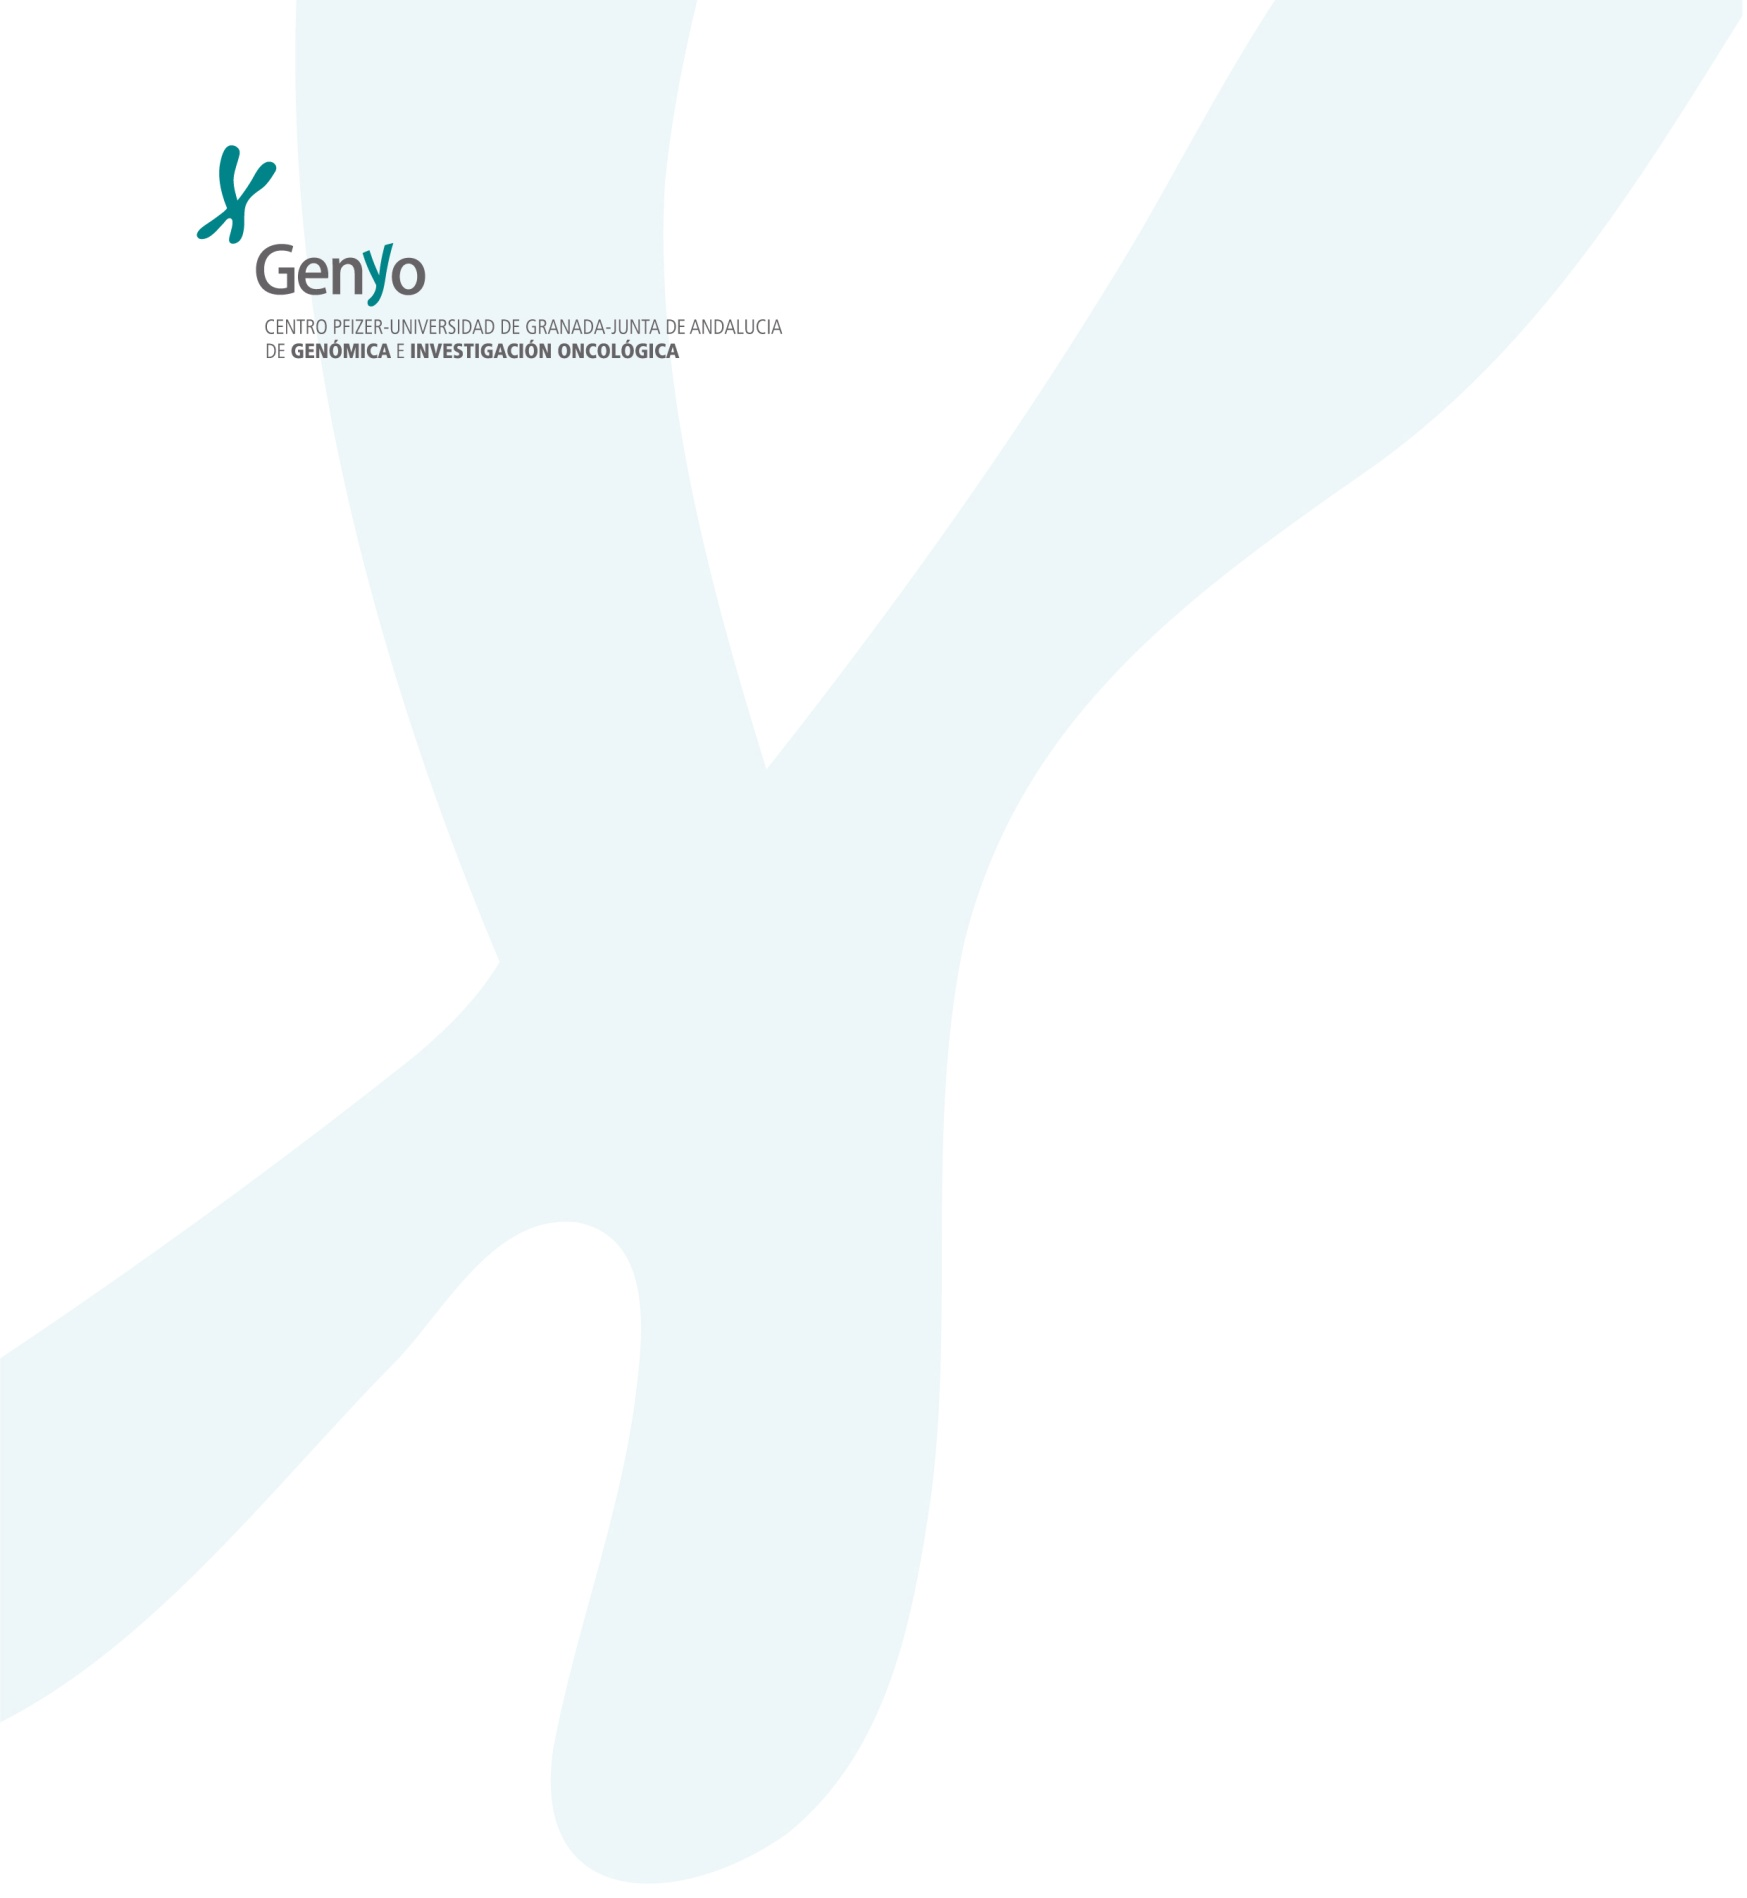 Genyo
CENTRO PFIZER-UNIVERSIDAD DE GRANADA-JUNTA DE ANDALUCIA
DE GENÓMICA E INVESTIGACIÓN ONCOLÓGICA